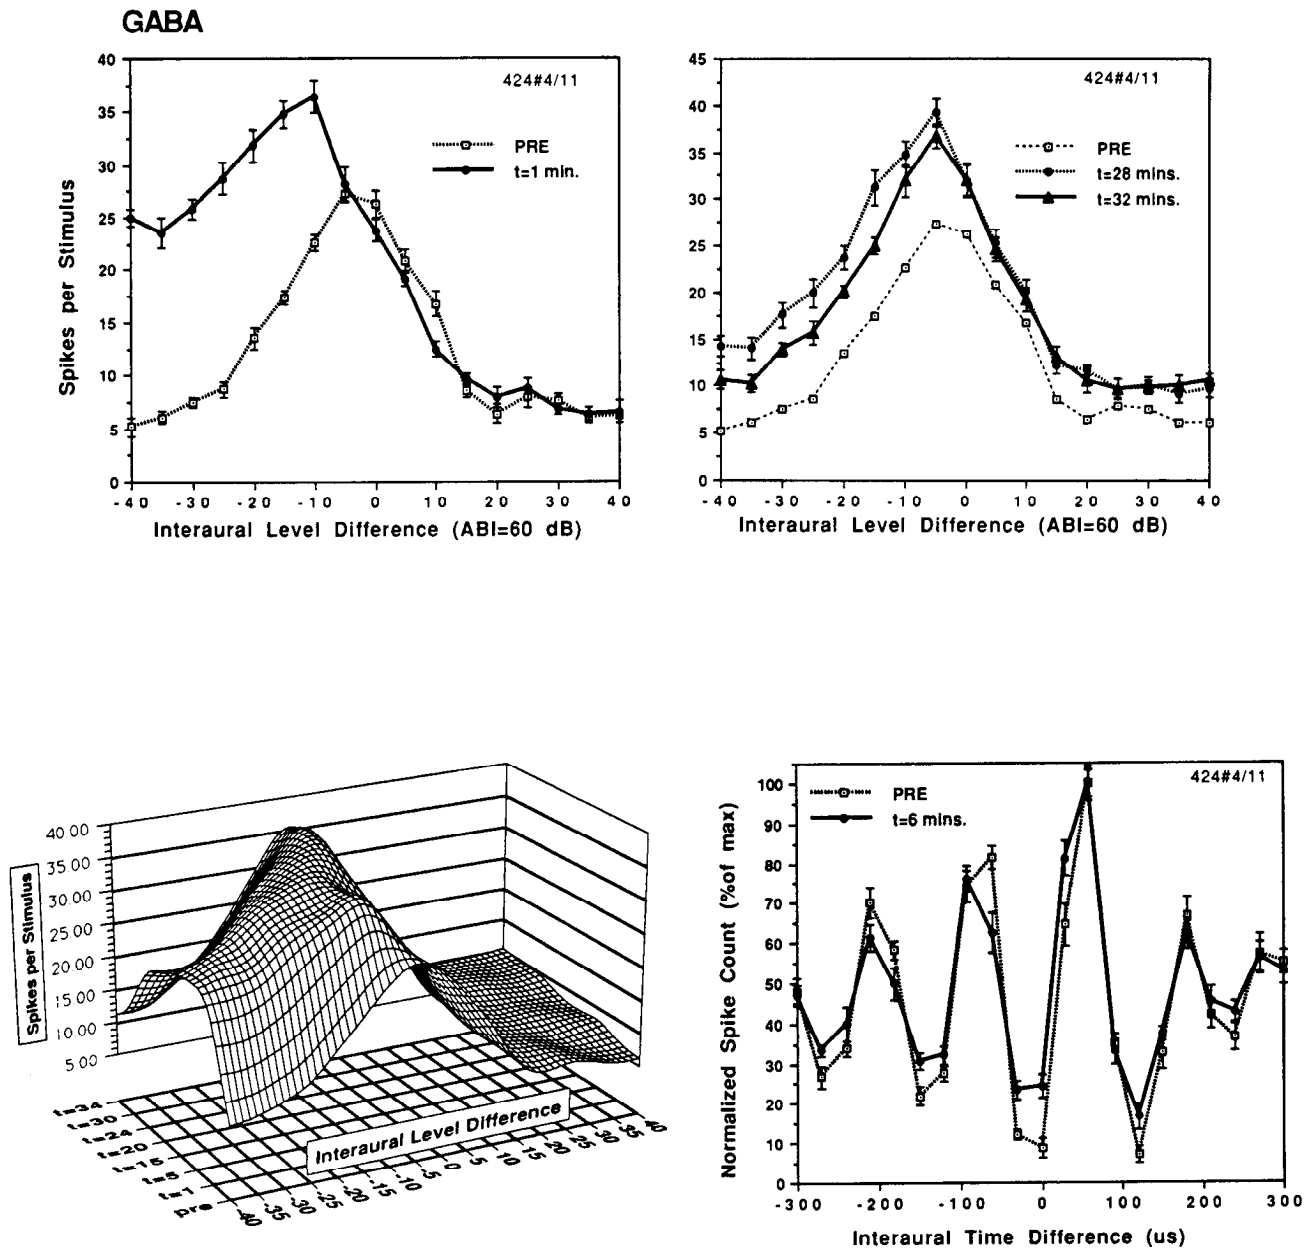 GABA
424#4/11
PRE
t=1 min.
Spikes per Stimulus
40
35
30
25
20
15
10
5
0
-40 -30 -20 -10 0 10 20 30 40
Interaural Level Difference (ABI=60 dB)
424#4/11
PRE
t=28 mins.
t=32 mins.
45
40
35
30
25
20
15
10
5
0
-40 -30 -20 -10 0 10 20 30 40
Interaural Level Difference (ABI=60 dB)
Spikes per Stimulus
40 00
35 00
30 00
25 00
20 00
15 00
10 00
5 00
t=34
t=30
t=24
t=20
t=15
t=5
t=1
pre
Interaural Level Difference
-40 -35 -30 -25 -20 -15 -10 -5 0 5 10 15 20 25 30 35 40
424#4/11
PRE
t=6 mins.
Normalized Spike Count (%of max)
100
90
80
70
60
50
40
30
20
10
0
-300 -200 -100 0 100 200 300
Interaural Time Difference (us)